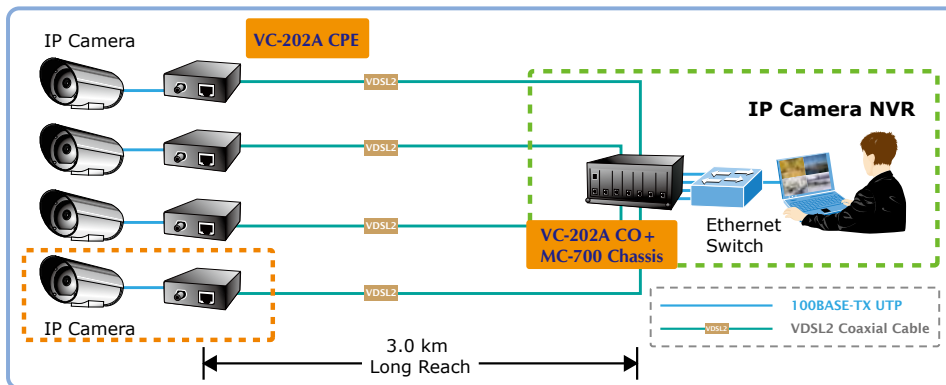 IP Camera
VC-202A CPE
VDSL2
VDSL2
VDSL2
VDSL2
IP Camera
IP Camera NVR
Ethernet
Switch
VC-202A CO +
MC-700 Chassis
100BASE-TX UTP
VDSL2
VDSL2 Coaxial Cable
3.0 km
Long Reach